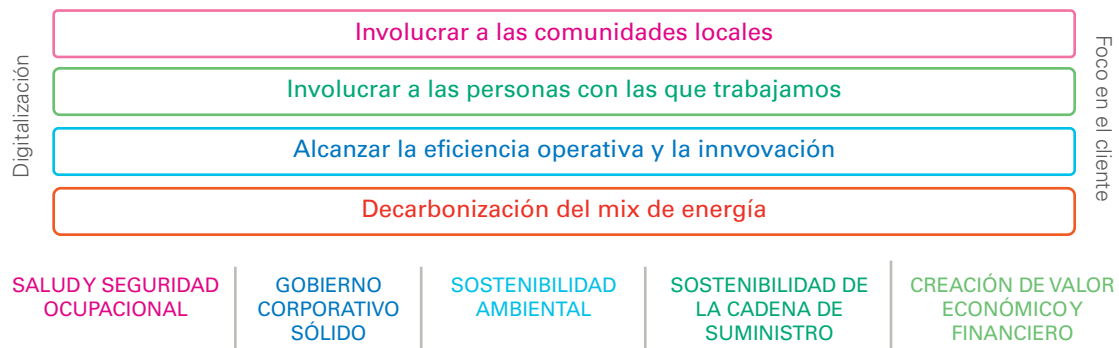 Involucrar a las comunidades locales
Digitalización
Foco en el cliente
Involucrar a las personas con las que trabajamos
Alcanzar la eficiencia operativa y la innvovación
Decarbonización del mix de energía
SALUD Y SEGURIDAD
OCUPACIONAL
GOBIERNO
CORPORATIVO
SÓLIDO
SOSTENIBILIDAD
AMBIENTAL
SOSTENIBILIDAD DE
LA CADENA DE
SUMINISTRO
CREACIÓN DE VALOR
ECONÓMICO Y
FINANCIERO